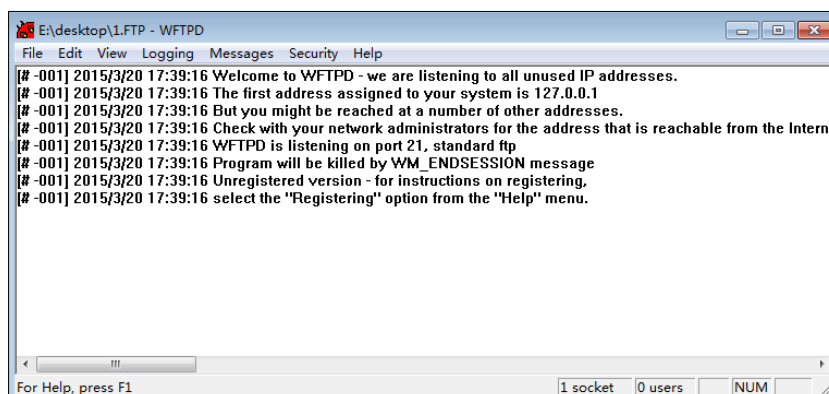 E:\desktop\1.FTP - WFTPD
File Edit View Logging Messages Security Help
[# -001] 2015/3/20 17:39:16 Welcome to WFTPD - we are listening to all unused IP addresses.
[# -001] 2015/3/20 17:39:16 The first address assigned to your system is 127.0.0.1
[# -001] 2015/3/20 17:39:16 But you might be reached at a number of other addresses.
[# -001] 2015/3/20 17:39:16 Check with your network administrators for the address that is reachable from the Intern
[# -001] 2015/3/20 17:39:16 WFTPD is listening on port 21, standard ftp
[# -001] 2015/3/20 17:39:16 Program will be killed by WM_ENDSESSION message
[# -001] 2015/3/20 17:39:16 Unregistered version - for instructions on registering,
[# -001] 2015/3/20 17:39:16 select the "Registering" option from the "Help" menu.
For Help, press F1 1 socket 0 users NUM